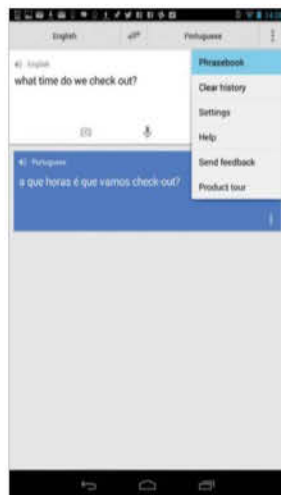 English
Portuguese
English
what time do we check out?
Phrasebook
Clear history
Settings
Help
Send feedback
Product tour
Portuguese
a que horas é que vamos check-out?